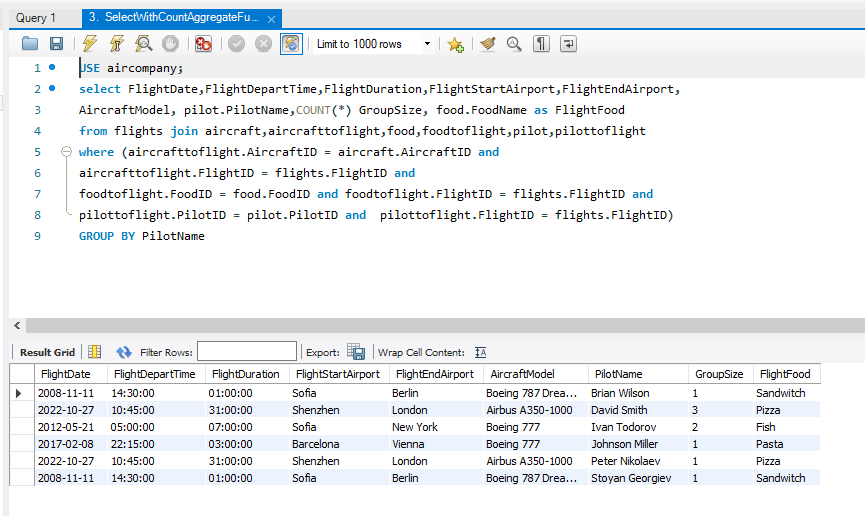 Query 1
3. SelectWithCountAggregateFu...
Limit to 1000 rows
1 USE aircompany;
2 select FlightDate,FlightDepartTime,FlightDuration,FlightStartAirport,FlightEndAirport,
3 AircraftModel, pilot.PilotName,COUNT(*) GroupSize, food.FoodName as FlightFood
4 from flights join aircraft,aircrafttoflight,food,foodtoflight,pilot,pilottoflight
5 where (aircrafttoflight.AircraftID = aircraft.AircraftID and
6 aircrafttoflight.FlightID = flights.FlightID and
7 foodtoflight.FoodID = food.FoodID and foodtoflight.FlightID = flights.FlightID and
8 pilottoflight.PilotID = pilot.PilotID and  pilottoflight.FlightID = flights.FlightID)
9 GROUP BY PilotName
Result Grid Filter Rows: Export: Wrap Cell Content:
FlightDate FlightDepartTime FlightDuration FlightStartAirport FlightEndAirport AircraftModel PilotName GroupSize FlightFood
2008-11-11 14:30:00 01:00:00 Sofia Berlin Boeing 787 Drea... Brian Wilson 1 Sandwitch
2022-10-27 10:45:00 31:00:00 Shenzhen London Airbus A350-1000 David Smith 3 Pizza
2012-05-21 05:00:00 07:00:00 Sofia New York Boeing 777 Ivan Todorov 2 Fish
2017-02-08 22:15:00 03:00:00 Barcelona Vienna Boeing 777 Johnson Miller 1 Pasta
2022-10-27 10:45:00 31:00:00 Shenzhen London Airbus A350-1000 Peter Nikolaev 1 Pizza
2008-11-11 14:30:00 01:00:00 Sofia Berlin Boeing 787 Drea... Stoyan Georgiev 1 Sandwitch